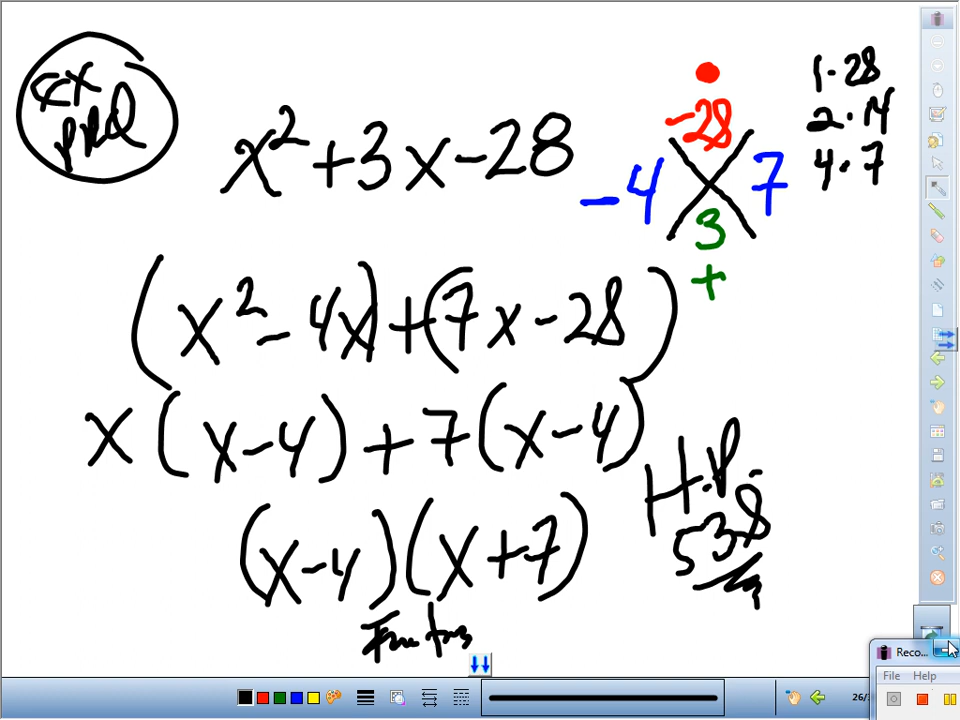 x² + 3x - 28
-28
-4 7
3
+
1 · 28
2 · 14
4 · 7
(x² - 4x) + (7x - 28)
x(x - 4) + 7(x - 4)
(x - 4)(x + 7)
H.P.
538
Reco...
File Help
26/